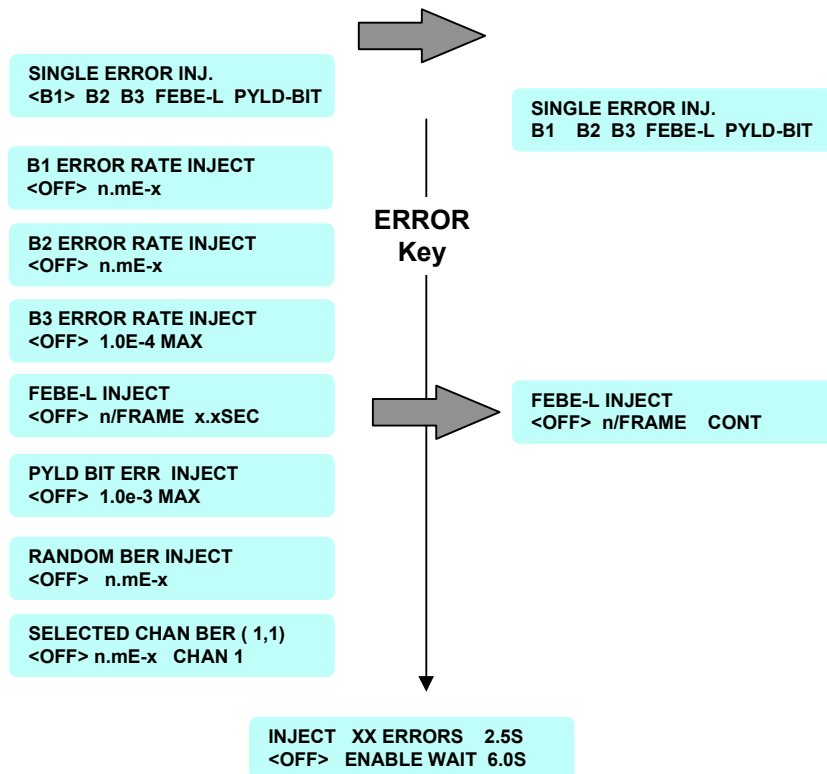 SINGLE ERROR INJ.
<B1> B2 B3 FEBE-L PYLD-BIT
SINGLE ERROR INJ.
B1 B2 B3 FEBE-L PYLD-BIT
B1 ERROR RATE INJECT
<OFF> n.mE-x
ERROR
Key
B2 ERROR RATE INJECT
<OFF> n.mE-x
B3 ERROR RATE INJECT
<OFF> 1.0E-4 MAX
FEBE-L INJECT
<OFF> n/FRAME x.xSEC
FEBE-L INJECT
<OFF> n/FRAME CONT
PYLD BIT ERR INJECT
<OFF> 1.0e-3 MAX
RANDOM BER INJECT
<OFF> n.mE-x
SELECTED CHAN BER ( 1,1)
<OFF> n.mE-x CHAN 1
INJECT XX ERRORS 2.5S
<OFF> ENABLE WAIT 6.0S